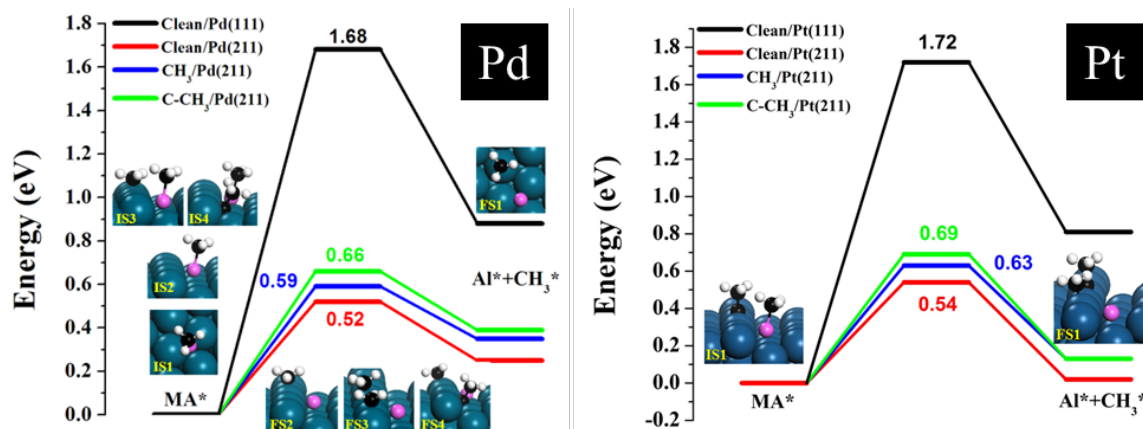 Clean/Pd(111)
Clean/Pd(211)
CH3/Pd(211)
C-CH3/Pd(211)
Pd
1.8
1.6
1.4
1.2
1.0
0.8
0.6
0.4
0.2
0.0
Energy (eV)
1.68
0.66
0.59
0.52
IS3
IS4
IS2
IS1
FS1
FS2
FS3
FS4
MA*
Al*+CH3*
Clean/Pt(111)
Clean/Pt(211)
CH3/Pt(211)
C-CH3/Pt(211)
Pt
1.8
1.6
1.4
1.2
1.0
0.8
0.6
0.4
0.2
0.0
-0.2
Energy (eV)
1.72
0.69
0.63
0.54
IS1
FS1
MA*
Al*+CH3*